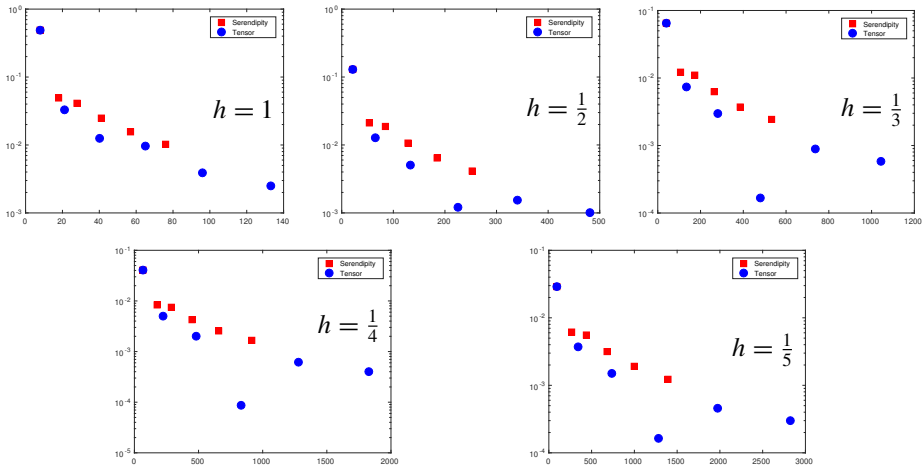 10^0
10^-1
10^-2
10^-3
0 20 40 60 80 100 120 140
Serendipity
Tensor
h = 1
10^0
10^-1
10^-2
10^-3
0 100 200 300 400 500
Serendipity
Tensor
h = 1/2
10^-1
10^-2
10^-3
10^-4
0 200 400 600 800 1000 1200
Serendipity
Tensor
h = 1/3
10^-1
10^-2
10^-3
10^-4
10^-5
0 500 1000 1500 2000
Serendipity
Tensor
h = 1/4
10^-1
10^-2
10^-3
10^-4
0 500 1000 1500 2000 2500 3000
Serendipity
Tensor
h = 1/5